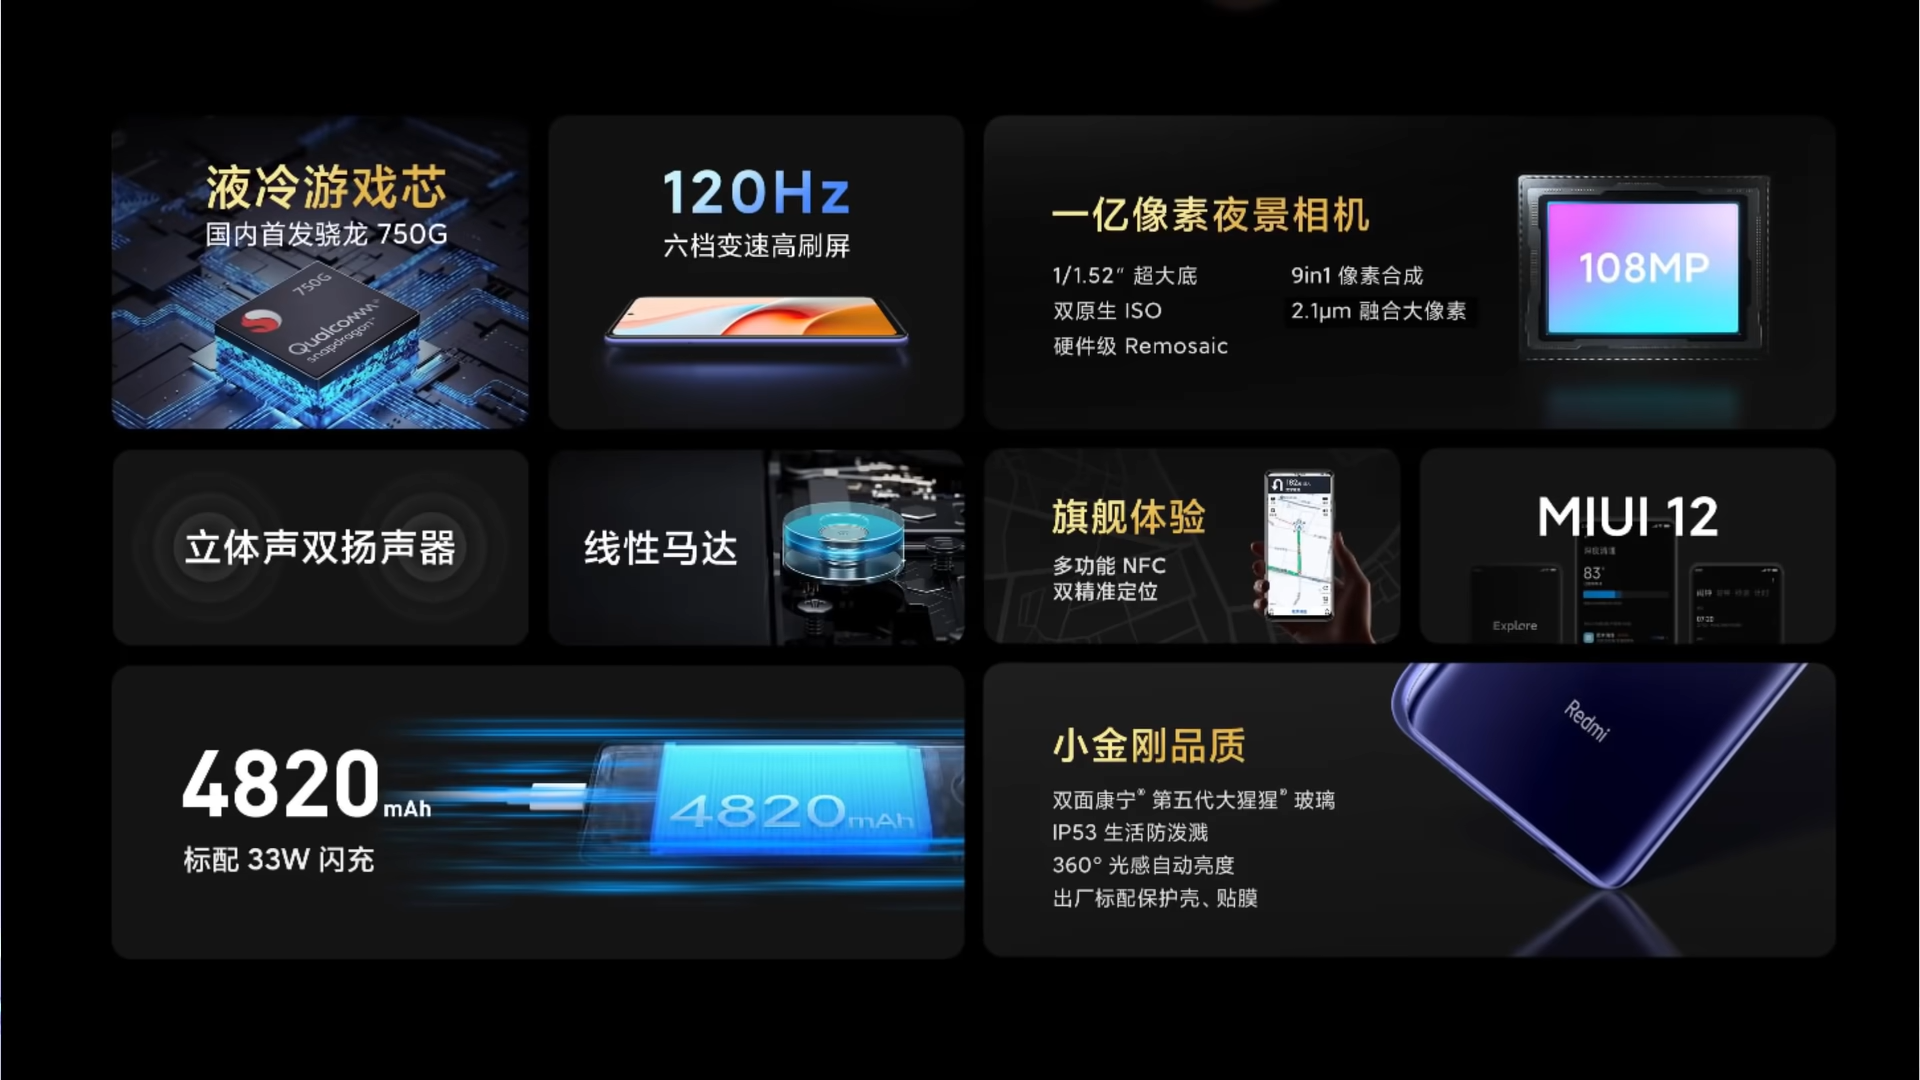 液冷游戏芯
国内首发骁龙 750G
750G
Qualcomm®
snapdragon™
120Hz
六档变速高刷屏
一亿像素夜景相机
1/1.52″ 超大底
9in1 像素合成
双原生 ISO
2.1μm 融合大像素
硬件级 Remosaic
108MP
立体声双扬声器
线性马达
旗舰体验
多功能 NFC
双精准定位
MIUI 12
83
Explore
07:20
4820mAh
标配 33W 闪充
4820mAh
小金刚品质
双面康宁® 第五代大猩猩® 玻璃
IP53 生活防泼溅
360° 光感自动亮度
出厂标配保护壳、贴膜
Redmi